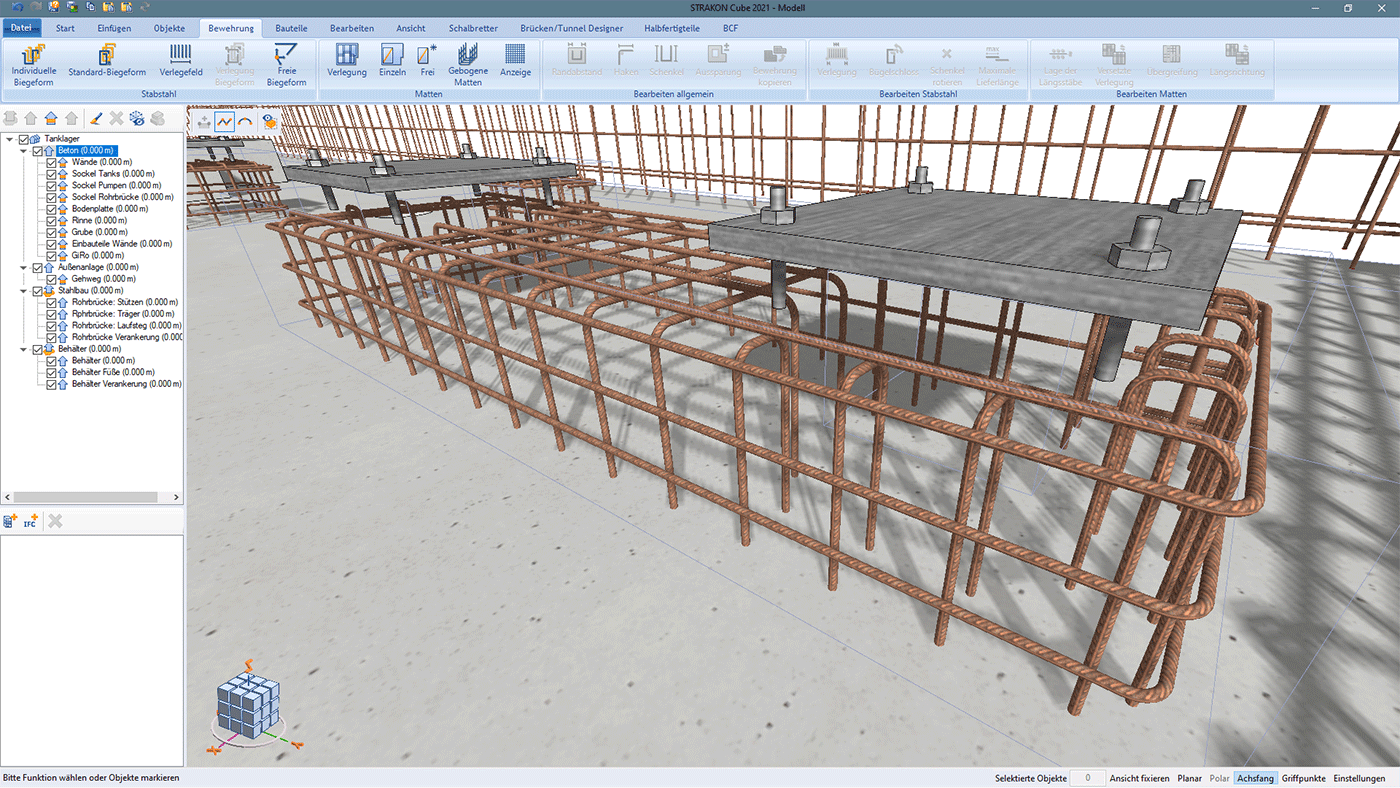 STRAKON Cube 2021 - Modell
Datei Start Einfügen Objekte Bewehrung Bauteile Bearbeiten Ansicht Schalbretter Brücken/Tunnel Designer Halbfertigteile BCF
Individuelle Biegeform
Standard-Biegeform
Verlegefeld
Verlegung Biegeform
Freie Biegeform
Verlegung
Einzeln
Frei
Gebogene Matten
Anzeige
Randabstand
Haken
Schenkel
Aussparung
Bewehrung kopieren
Verlegung
Bügelschloss
Schenkel rotieren
Maximale Lieferlänge
Lage der Längsstäbe
Versetzte Verlegung
Übergreifung
Längsrichtung
Stabstahl Matten Bearbeiten allgemein Bearbeiten Stabstahl Bearbeiten Matten
Tanklager
Beton (0.000 m)
Wände (0.000 m)
Sockel Tanks (0.000 m)
Sockel Pumpen (0.000 m)
Sockel Rohrbrücke (0.000 m)
Bodenplatte (0.000 m)
Rinne (0.000 m)
Grube (0.000 m)
Einbauteile Wände (0.000 m)
GiRo (0.000 m)
Außenanlage (0.000 m)
Gehweg (0.000 m)
Stahlbau (0.000 m)
Rohrbrücke: Stützen (0.000 m)
Rohrbrücke: Träger (0.000 m)
Rohrbrücke: Laufsteg (0.000 m)
Rohrbrücke Verankerung (0.000
Behälter (0.000 m)
Behälter (0.000 m)
Behälter Füße (0.000 m)
Behälter Verankerung (0.000 m)
IFC
Bitte Funktion wählen oder Objekte markieren Selektierte Objekte 0 Ansicht fixieren Planar Polar Achsfang Griffpunkte Einstellungen